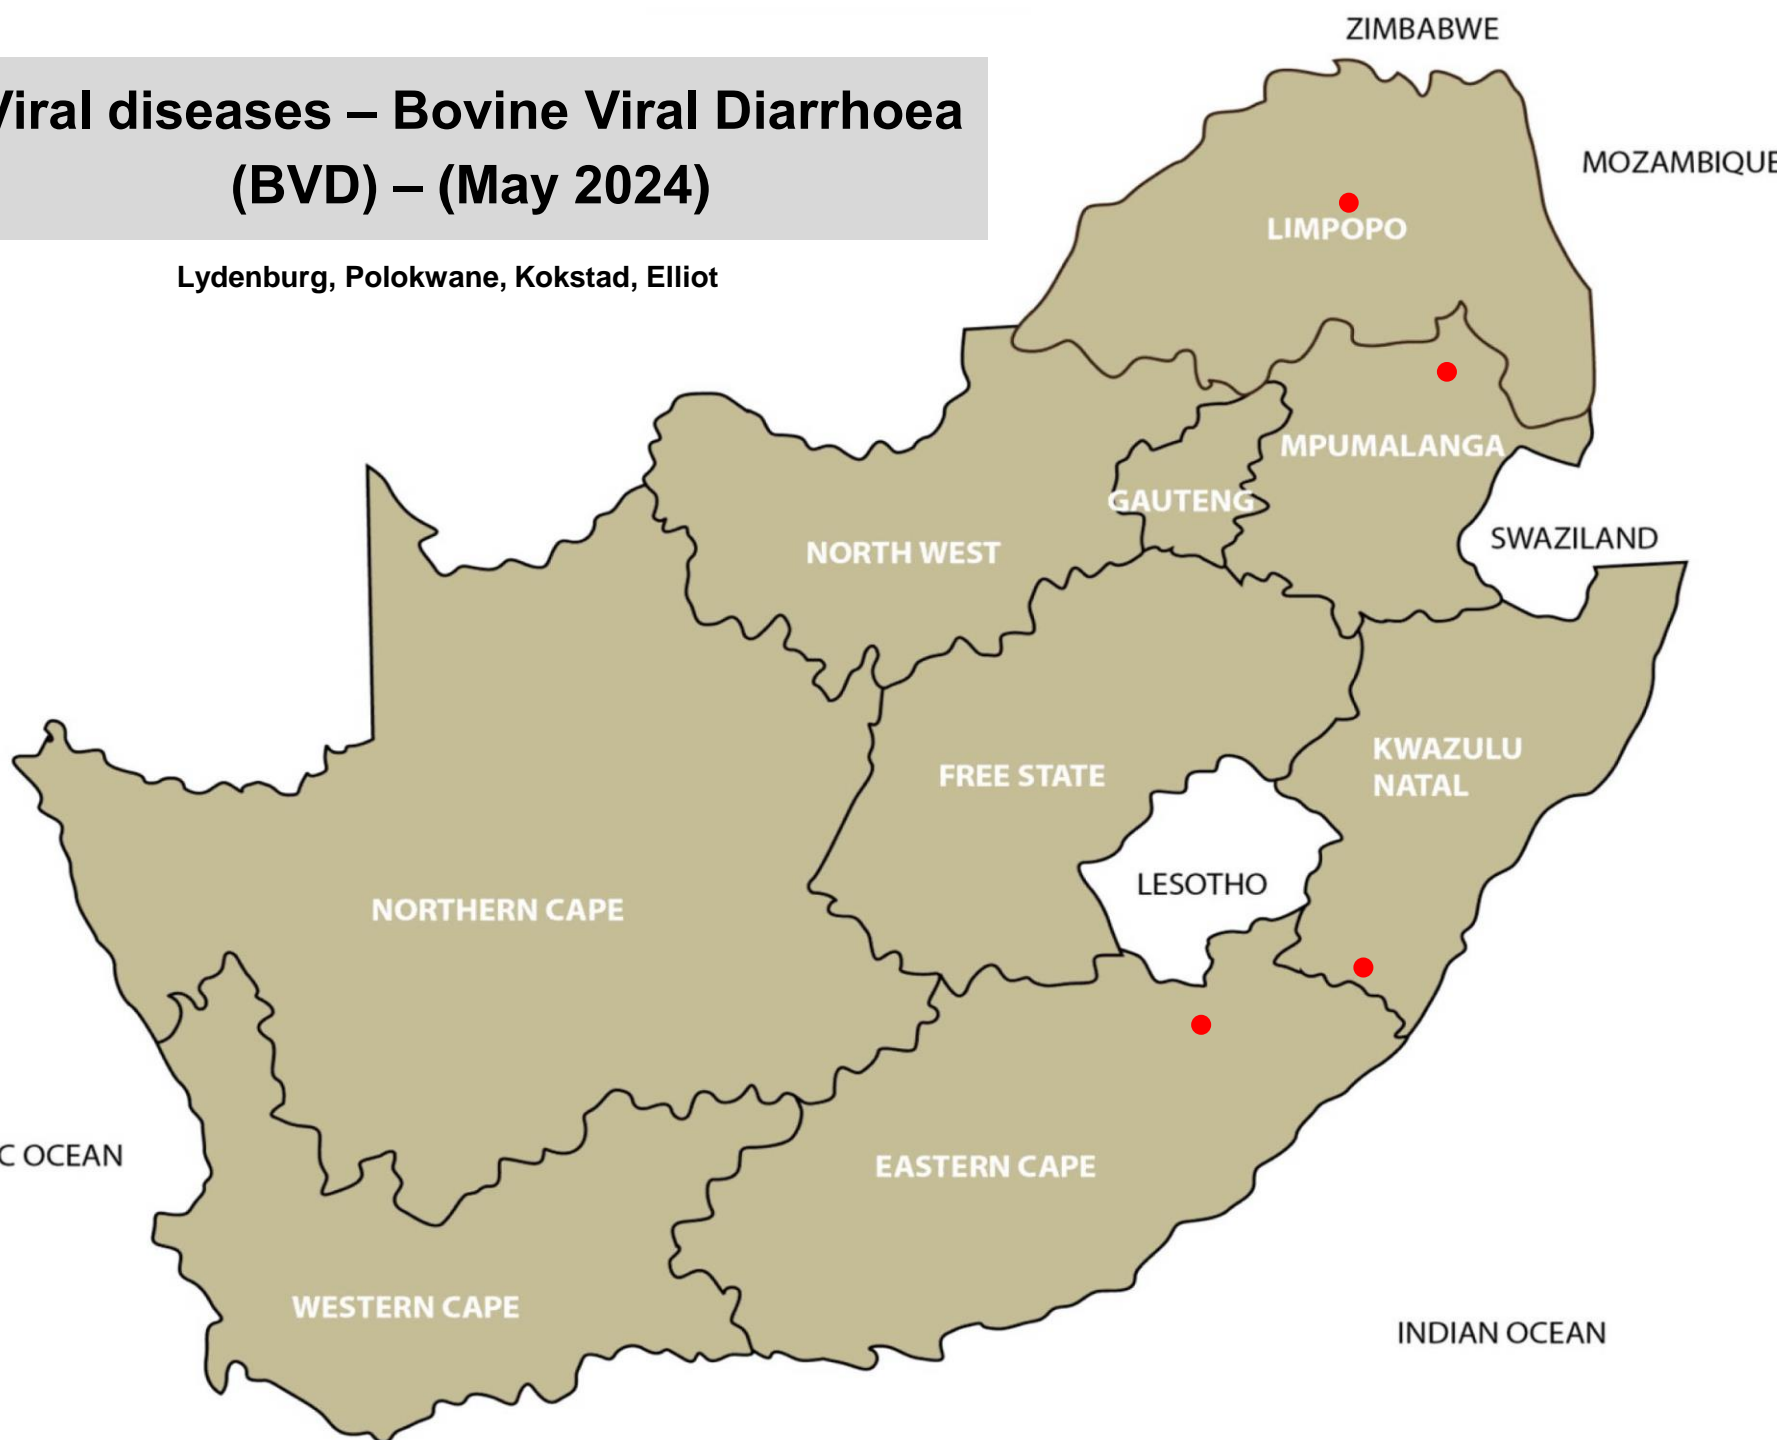 ZIMBABWE
Viral diseases – Bovine Viral Diarrhoea
(BVD) – (May 2024)
MOZAMBIQUE
LIMPOPO
Lydenburg, Polokwane, Kokstad, Elliot
MPUMALANGA
GAUTENG
SWAZILAND
NORTH WEST
KWAZULU
NATAL
FREE STATE
LESOTHO
NORTHERN CAPE
C OCEAN
EASTERN CAPE
WESTERN CAPE
INDIAN OCEAN